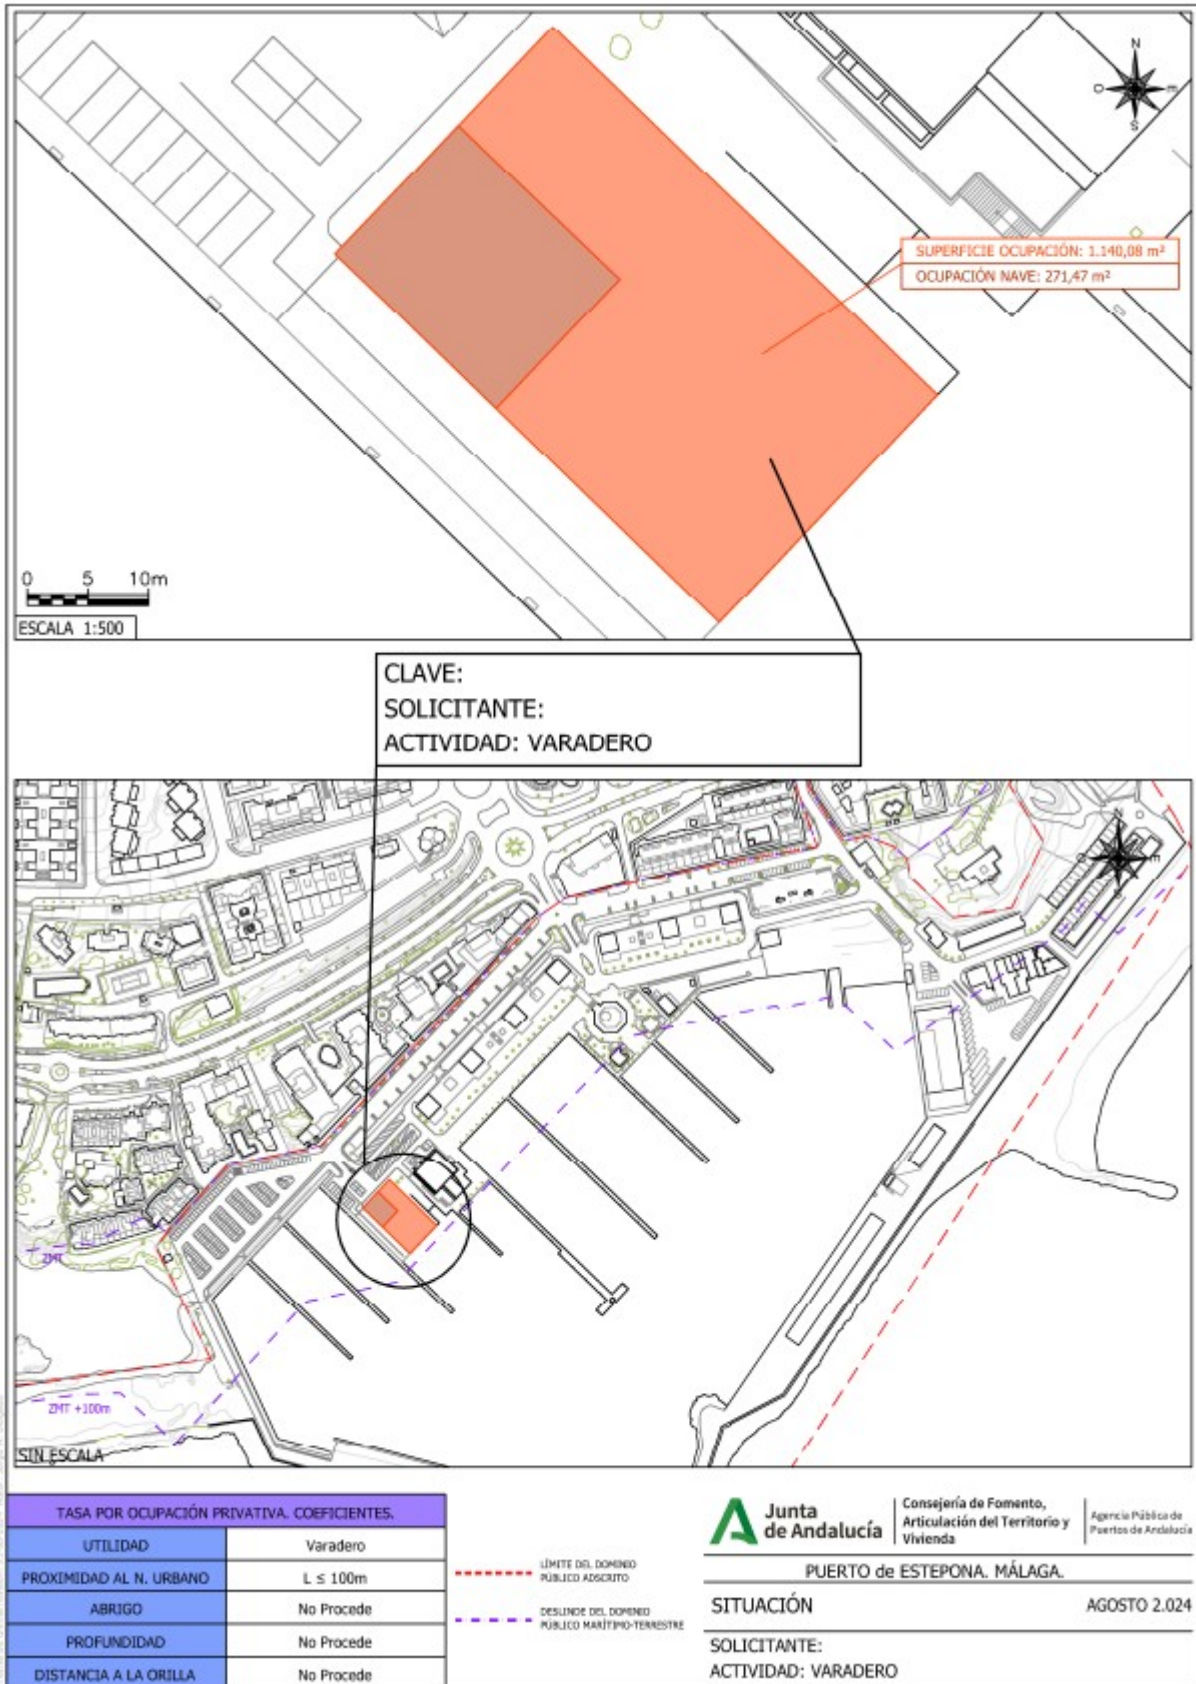 N
O
E
S
SUPERFICIE OCUPACIÓN: 1.140,08 m²
OCUPACIÓN NAVE: 271,47 m²
0 5 10m
ESCALA 1:500
CLAVE:
SOLICITANTE:
ACTIVIDAD: VARADERO
N
E
ZMT
ZMT +100m
SIN ESCALA
TASA POR OCUPACIÓN PRIVATIVA. COEFICIENTES.
UTILIDAD Varadero
PROXIMIDAD AL N. URBANO L ≤ 100m
ABRIGO No Procede
PROFUNDIDAD No Procede
DISTANCIA A LA ORILLA No Procede
LÍMITE DEL DOMINIO
PÚBLICO ADSCRITO
DESLINDE DEL DOMINIO
PÚBLICO MARÍTIMO-TERRESTRE
Junta
de Andalucía
Consejería de Fomento,
Articulación del Territorio y
Vivienda
Agencia Pública de
Puertos de Andalucía
PUERTO de ESTEPONA. MÁLAGA.
SITUACIÓN AGOSTO 2.024
SOLICITANTE:
ACTIVIDAD: VARADERO